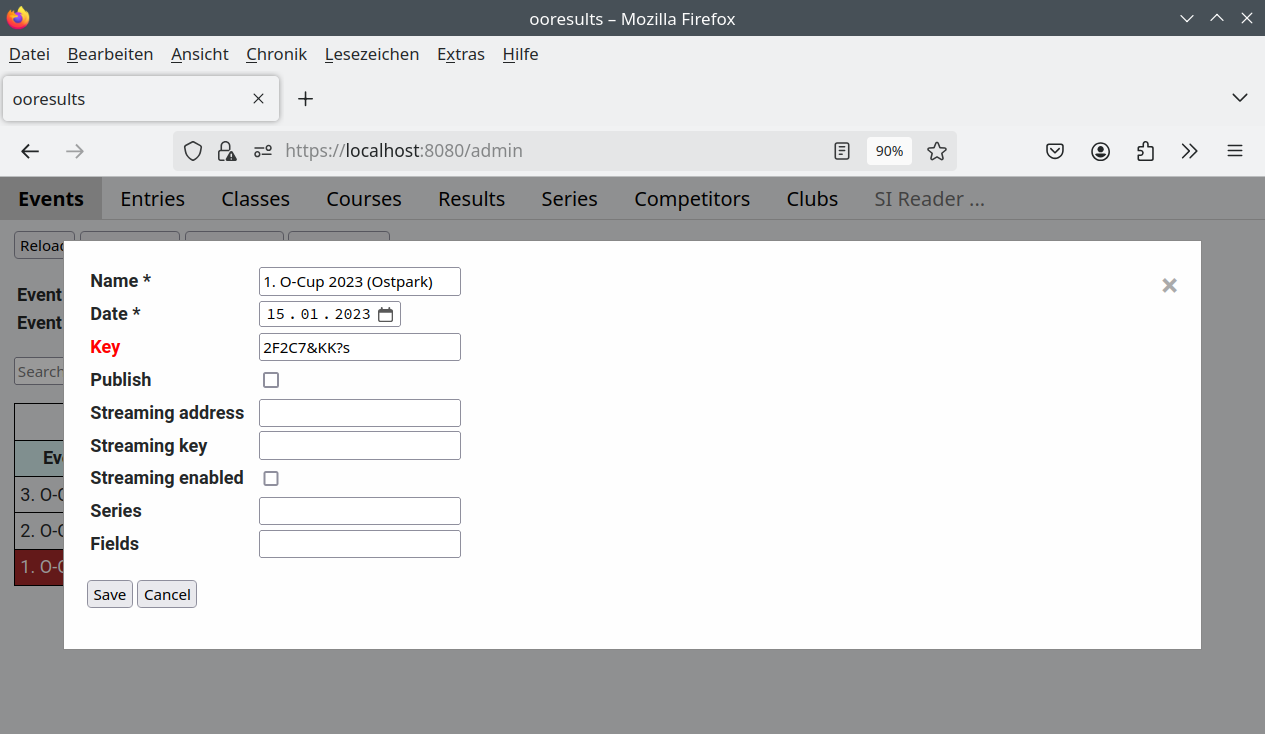 ooresults – Mozilla Firefox
Datei Bearbeiten Ansicht Chronik Lesezeichen Extras Hilfe
ooresults
https://localhost:8080/admin 90%
Events Entries Classes Courses Results Series Competitors Clubs SI Reader ...
Reload
Name * 1. O-Cup 2023 (Ostpark)
Event
Date * 15.01.2023
Event
Key 2F2C7&KK?s
Search
Publish
Streaming address
Streaming key
Streaming enabled
3. O-C
Series
2. O-C
Fields
1. O-C
Save Cancel